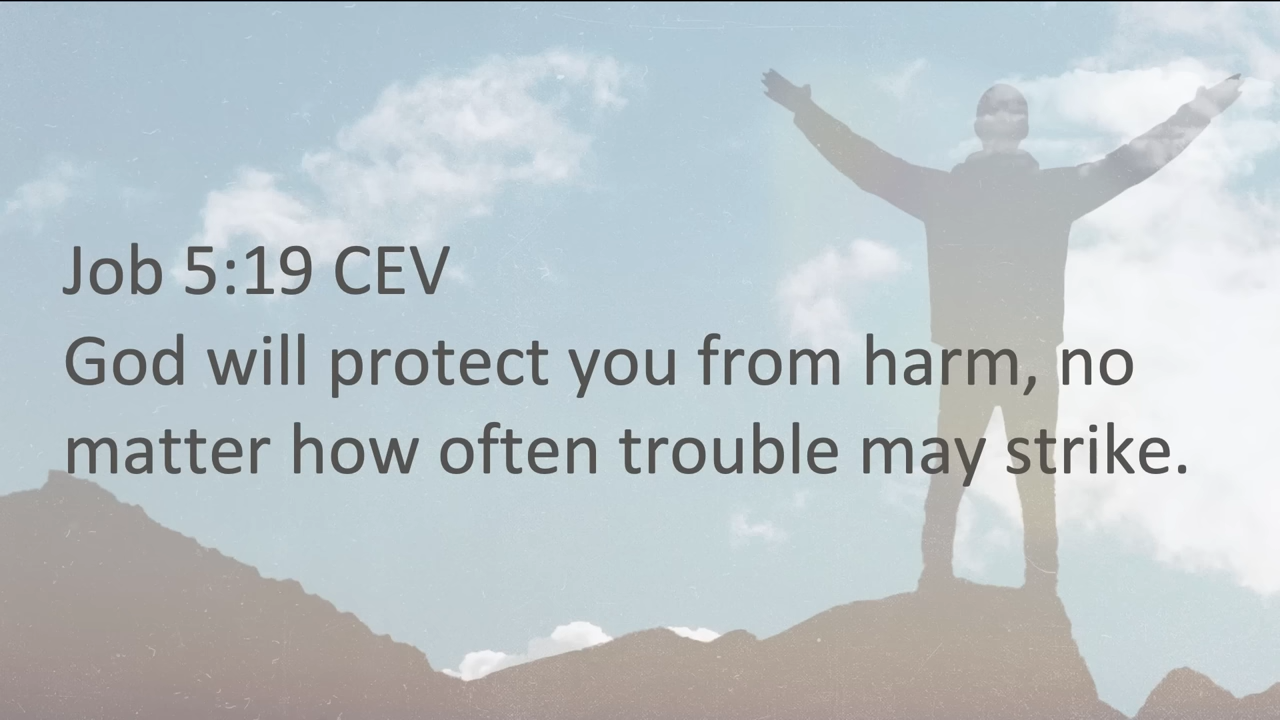 Job 5:19 CEV
God will protect you from harm, no
matter how often trouble may strike.